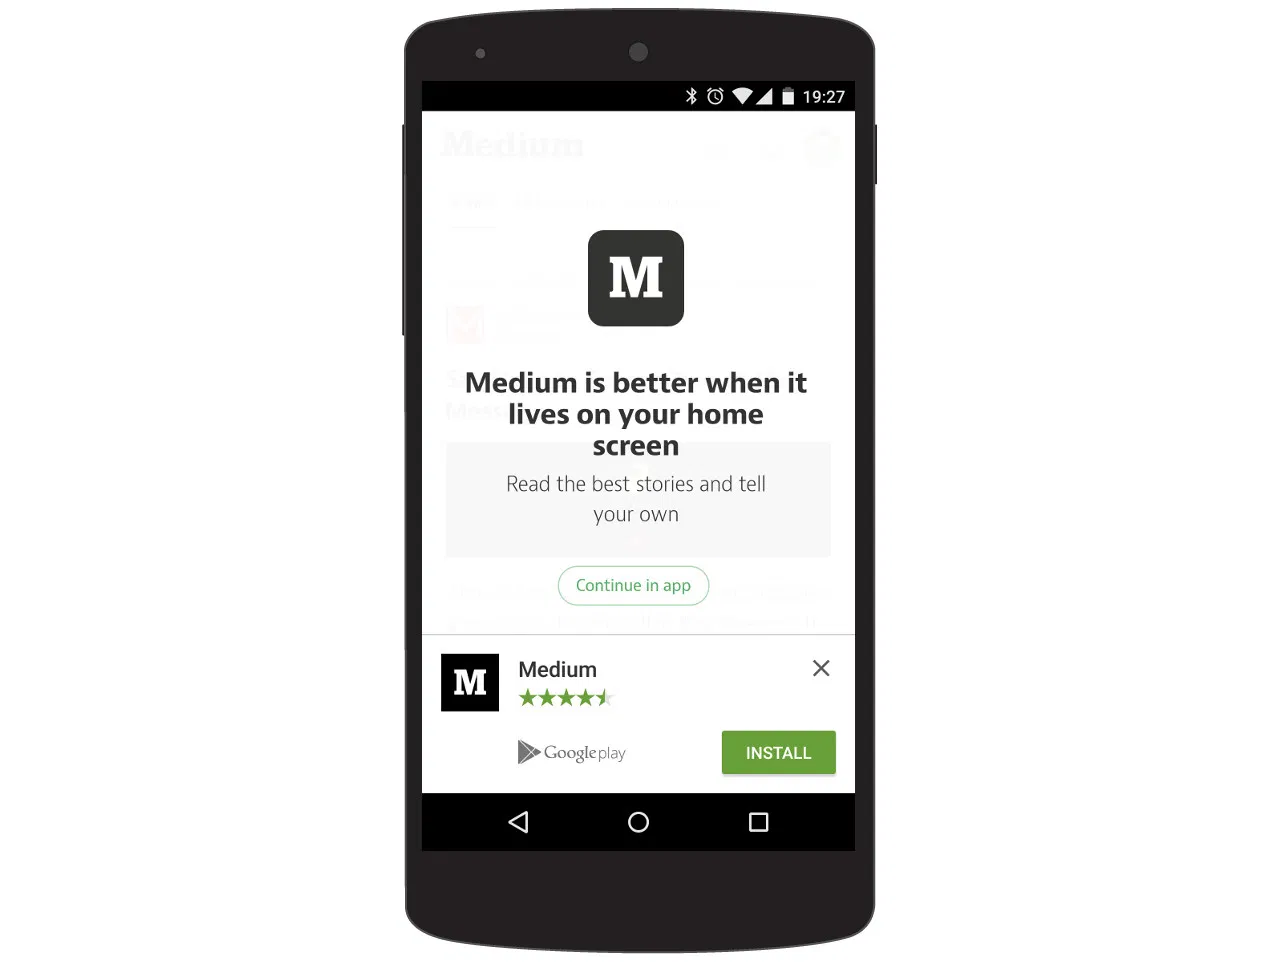 19:27
Medium
M
Medium is better when it
lives on your home
screen
Read the best stories and tell
your own
Continue in app
M
Medium
Google play
INSTALL